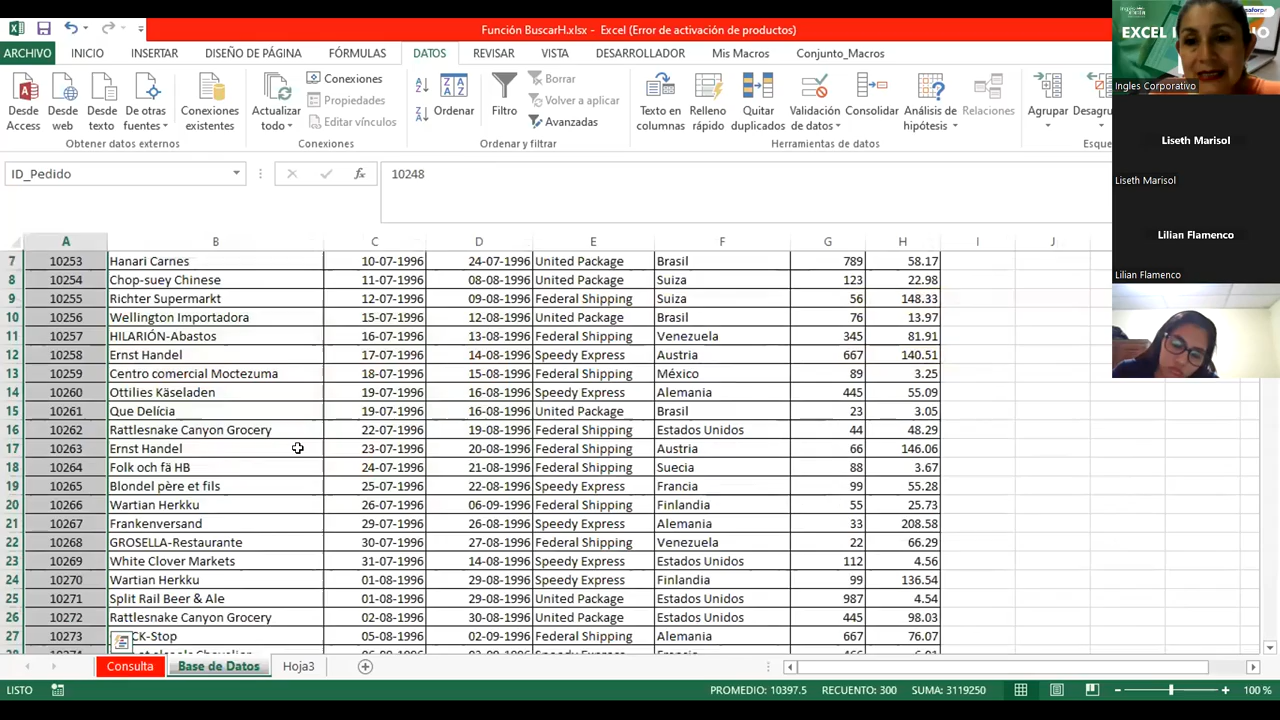 Función BuscarH.xlsx - Excel (Error de activación de productos)
ARCHIVO INICIO INSERTAR DISEÑO DE PÁGINA FÓRMULAS DATOS REVISAR VISTA DESARROLLADOR Mis Macros Conjunto_Macros
Desde Access
Desde web
Desde texto
De otras fuentes
Conexiones existentes
Obtener datos externos
Actualizar todo
Conexiones
Propiedades
Editar vínculos
Conexiones
Ordenar
Filtro
Borrar
Volver a aplicar
Avanzadas
Ordenar y filtrar
Texto en columnas
Relleno rápido
Quitar duplicados
Validación de datos
Consolidar
Análisis de hipótesis
Relaciones
Herramientas de datos
Agrupar
Desagru
Esque
ID_Pedido
10248
A B C D E F G H I J
7 10253 Hanari Carnes 10-07-1996 24-07-1996 United Package Brasil 789 58.17
8 10254 Chop-suey Chinese 11-07-1996 08-08-1996 United Package Suiza 123 22.98
9 10255 Richter Supermarkt 12-07-1996 09-08-1996 Federal Shipping Suiza 56 148.33
10 10256 Wellington Importadora 15-07-1996 12-08-1996 United Package Brasil 76 13.97
11 10257 HILARIÓN-Abastos 16-07-1996 13-08-1996 Federal Shipping Venezuela 345 81.91
12 10258 Ernst Handel 17-07-1996 14-08-1996 Speedy Express Austria 667 140.51
13 10259 Centro comercial Moctezuma 18-07-1996 15-08-1996 Federal Shipping México 89 3.25
14 10260 Ottilies Käseladen 19-07-1996 16-08-1996 Speedy Express Alemania 445 55.09
15 10261 Que Delícia 19-07-1996 16-08-1996 United Package Brasil 23 3.05
16 10262 Rattlesnake Canyon Grocery 22-07-1996 19-08-1996 Federal Shipping Estados Unidos 44 48.29
17 10263 Ernst Handel 23-07-1996 20-08-1996 Federal Shipping Austria 66 146.06
18 10264 Folk och fä HB 24-07-1996 21-08-1996 Federal Shipping Suecia 88 3.67
19 10265 Blondel père et fils 25-07-1996 22-08-1996 Speedy Express Francia 99 55.28
20 10266 Wartian Herkku 26-07-1996 06-09-1996 Federal Shipping Finlandia 55 25.73
21 10267 Frankenversand 29-07-1996 26-08-1996 Speedy Express Alemania 33 208.58
22 10268 GROSELLA-Restaurante 30-07-1996 27-08-1996 Federal Shipping Venezuela 22 66.29
23 10269 White Clover Markets 31-07-1996 14-08-1996 Speedy Express Estados Unidos 112 4.56
24 10270 Wartian Herkku 01-08-1996 29-08-1996 Speedy Express Finlandia 99 136.54
25 10271 Split Rail Beer & Ale 01-08-1996 29-08-1996 United Package Estados Unidos 987 4.54
26 10272 Rattlesnake Canyon Grocery 02-08-1996 30-08-1996 United Package Estados Unidos 445 98.03
27 10273 CK-Stop 05-08-1996 02-09-1996 Federal Shipping Alemania 667 76.07
Consulta Base de Datos Hoja3
LISTO PROMEDIO: 10397.5 RECUENTO: 300 SUMA: 3119250 100 %
EXCEL
Ingles Corporativo
Liseth Marisol
Liseth Marisol
Lilian Flamenco
Lilian Flamenco